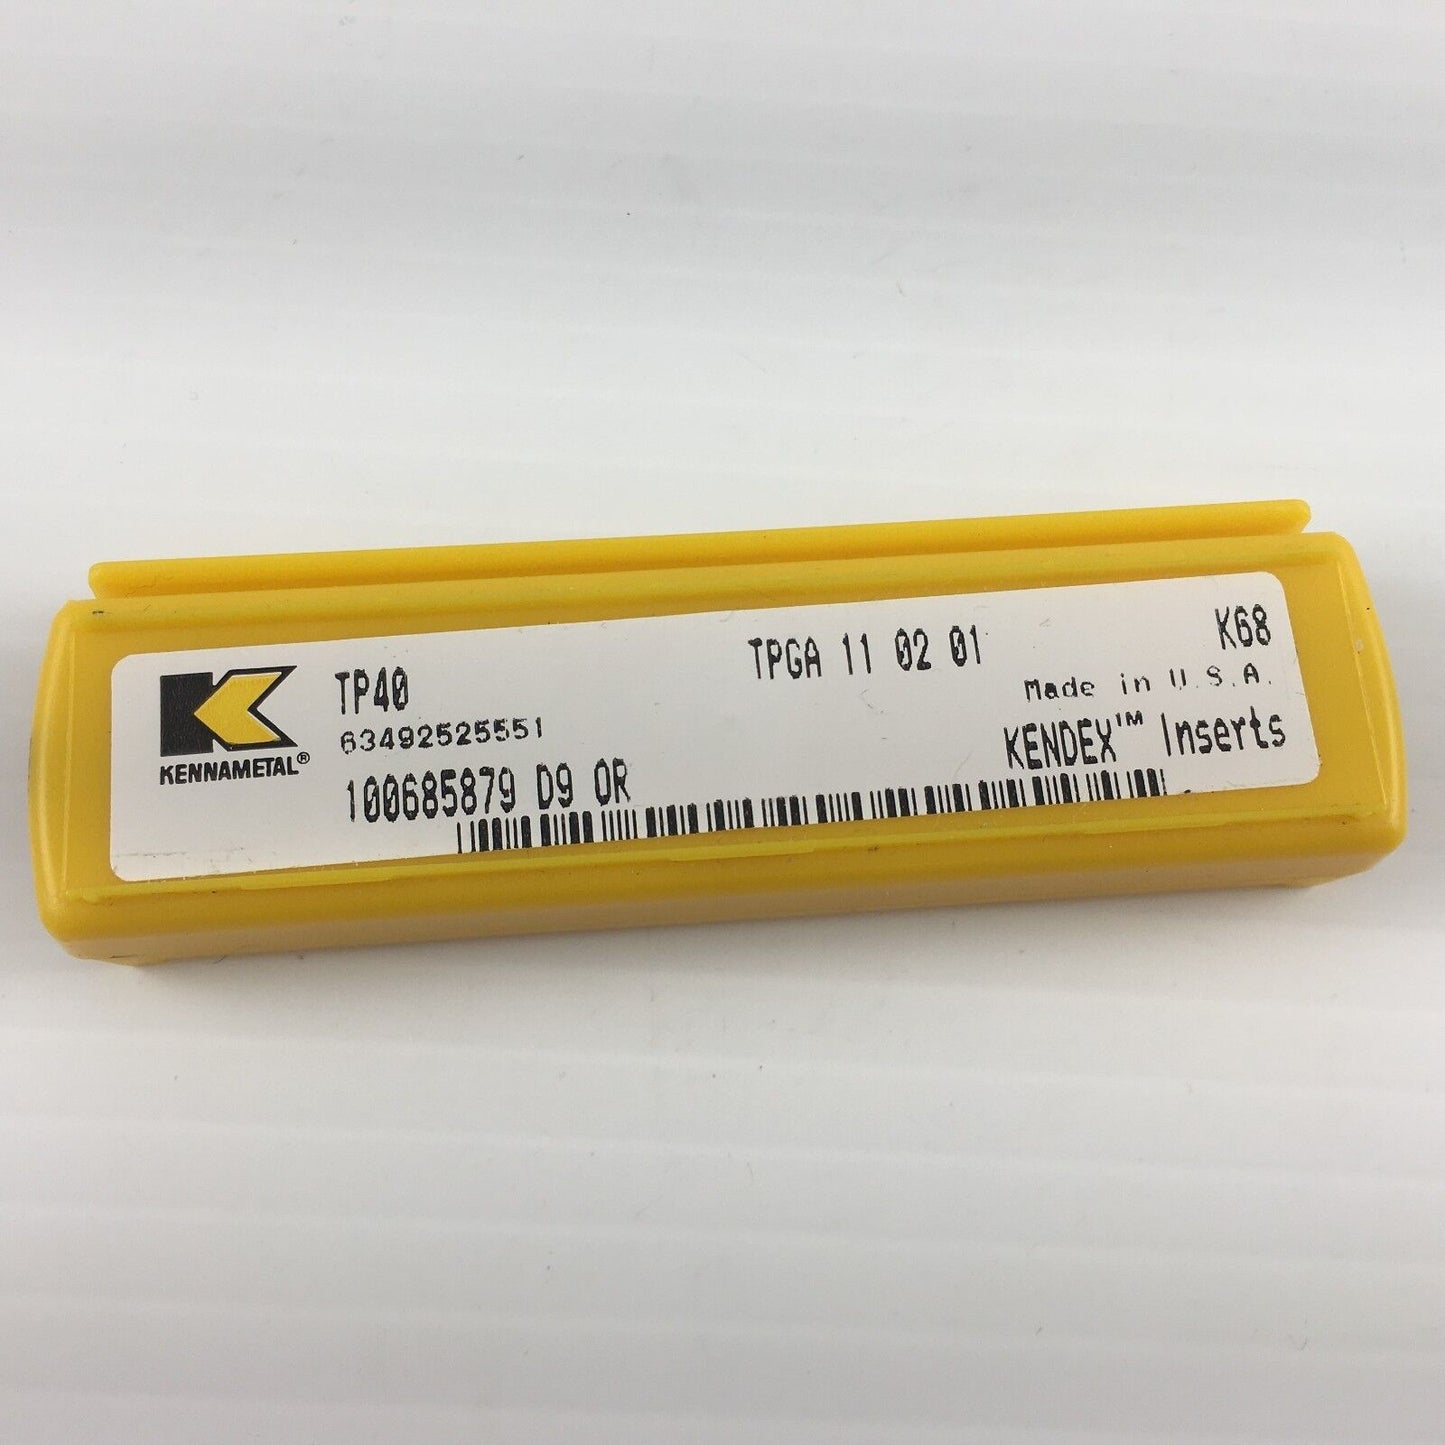 TP40 TPGA 11 02 01 K68
63492525551 Made in U.S.A.
KENNAMETAL® 100685879 D9 OR KENDEX™ Inserts